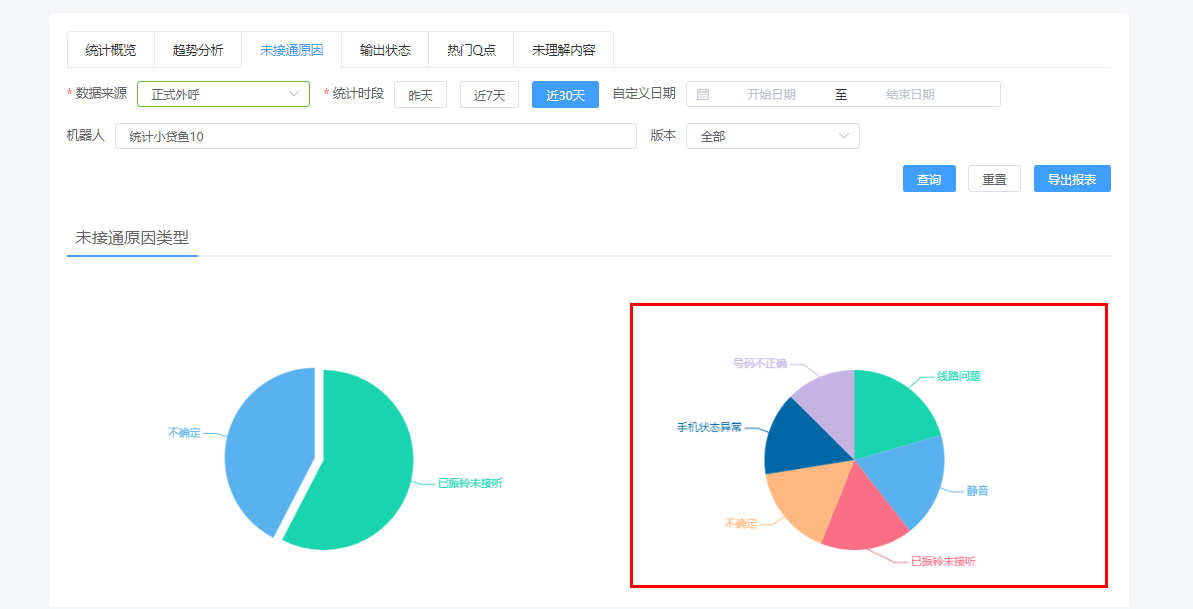 统计概览 趋势分析 未接通原因 输出状态 热门Q点 未理解内容
* 数据来源 正式外呼 * 统计时段 昨天 近7天 近30天 自定义日期 开始日期 至 结束日期
机器人 统计小贷鱼10 版本 全部
查询 重置 导出报表
未接通原因类型
不确定
已振铃未接听
号码不正确
线路问题
手机状态异常
静音
不确定
已振铃未接听